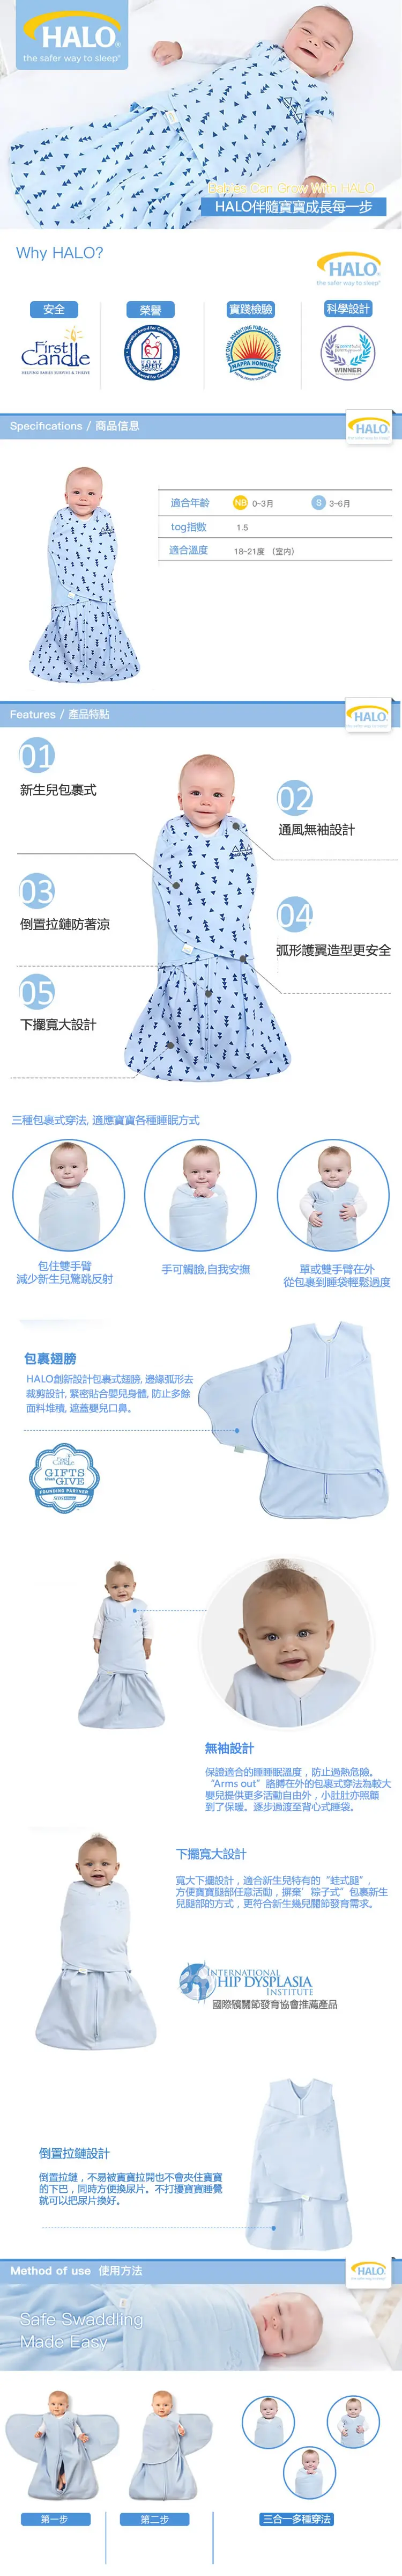 HALO
the safer way to sleep
Babies Can Grow With HALO
HALO伴隨寶寶成長每一步
Why HALO?
HALO
the safer way to sleep
安全
榮譽
實踐檢驗
科學設計
First Candle
HELPING BABIES SURVIVE & THRIVE
HOME SAFETY
NATIONAL PARENTING PUBLICATIONS AWARDS
NAPPA HONORS
WINNER
Specifications / 商品信息
HALO
適合年齡
NB 0-3月
S 3-6月
tog指數
1.5
適合溫度
18-21度 （室內）
Features / 產品特點
HALO
01
新生兒包裹式
02
通風無袖設計
03
倒置拉鏈防著涼
04
弧形護翼造型更安全
05
下擺寬大設計
三種包裹式穿法, 適應寶寶各種睡眠方式
包住雙手臂
減少新生兒驚跳反射
手可觸臉,自我安撫
單或雙手臂在外
從包裹到睡袋輕鬆過度
包裹翅膀
HALO創新設計包裹式翅膀, 邊緣弧形去
裁剪設計, 緊密貼合嬰兒身體, 防止多餘
面料堆積, 遮蓋嬰兒口鼻。
First Candle
GIFTS
GIVE
FOUNDING PARTNER
無袖設計
保證適合的睡睡眠溫度，防止過熱危險。
“Arms out”胳膊在外的包裹式穿法為較大
嬰兒提供更多活動自由外，小肚肚亦照顧
到了保暖。逐步過渡至背心式睡袋。
下擺寬大設計
寬大下擺設計，適合新生兒特有的“蛙式腿”，
方便寶寶腿部任意活動，摒棄’粽子式”包裹新生
兒腿部的方式，更符合新生幾兒關節發育需求。
INTERNATIONAL
HIP DYSPLASIA
INSTITUTE
國際髖關節發育協會推薦產品
倒置拉鏈設計
倒置拉鏈，不易被寶寶拉開也不會夾住寶寶
的下巴，同時方便換尿片。不打擾寶寶睡覺
就可以把尿片換好。
Method of use 使用方法
HALO
Safe Swaddling
Made Easy
第一步
第二步
三合一多種穿法